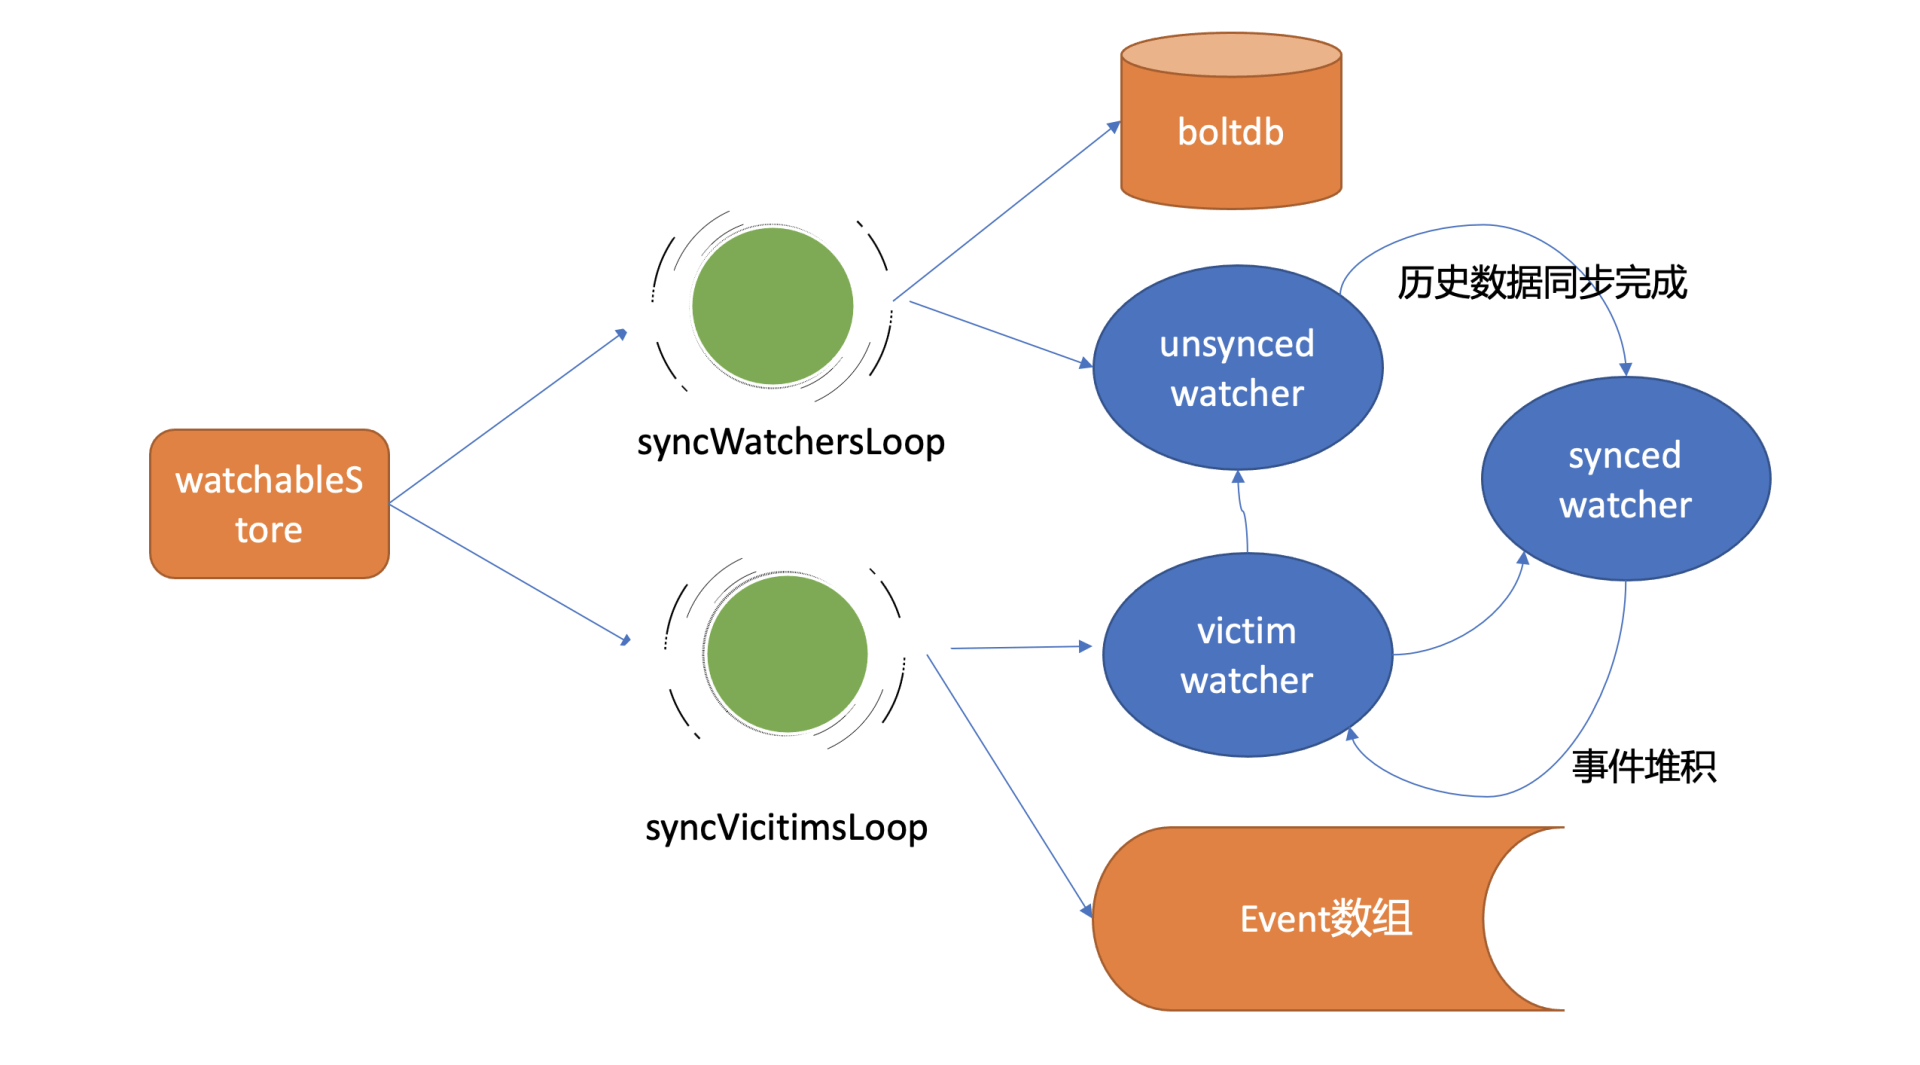 boltdb
历史数据同步完成
unsynced
watcher
syncWatchersLoop
synced
watcher
watchableS
tore
victim
watcher
事件堆积
syncVicitimsLoop
Event数组